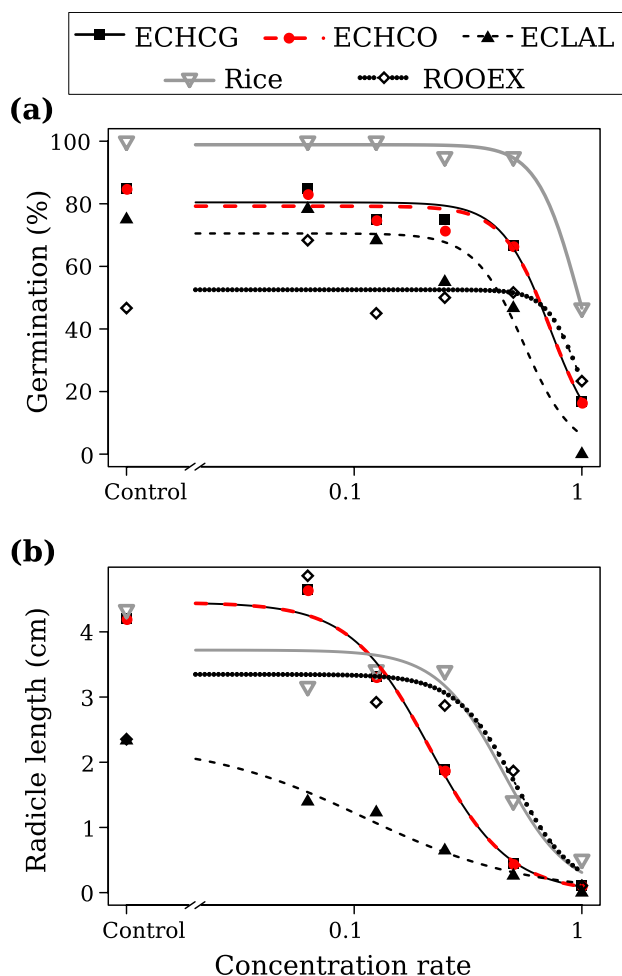 ECHCG ECHCO ECLAL
Rice ROOEX
(a)
Germination (%)
100
80
60
40
20
0
Control 0.1 1
(b)
Radicle length (cm)
4
3
2
1
0
Control 0.1 1
Concentration rate